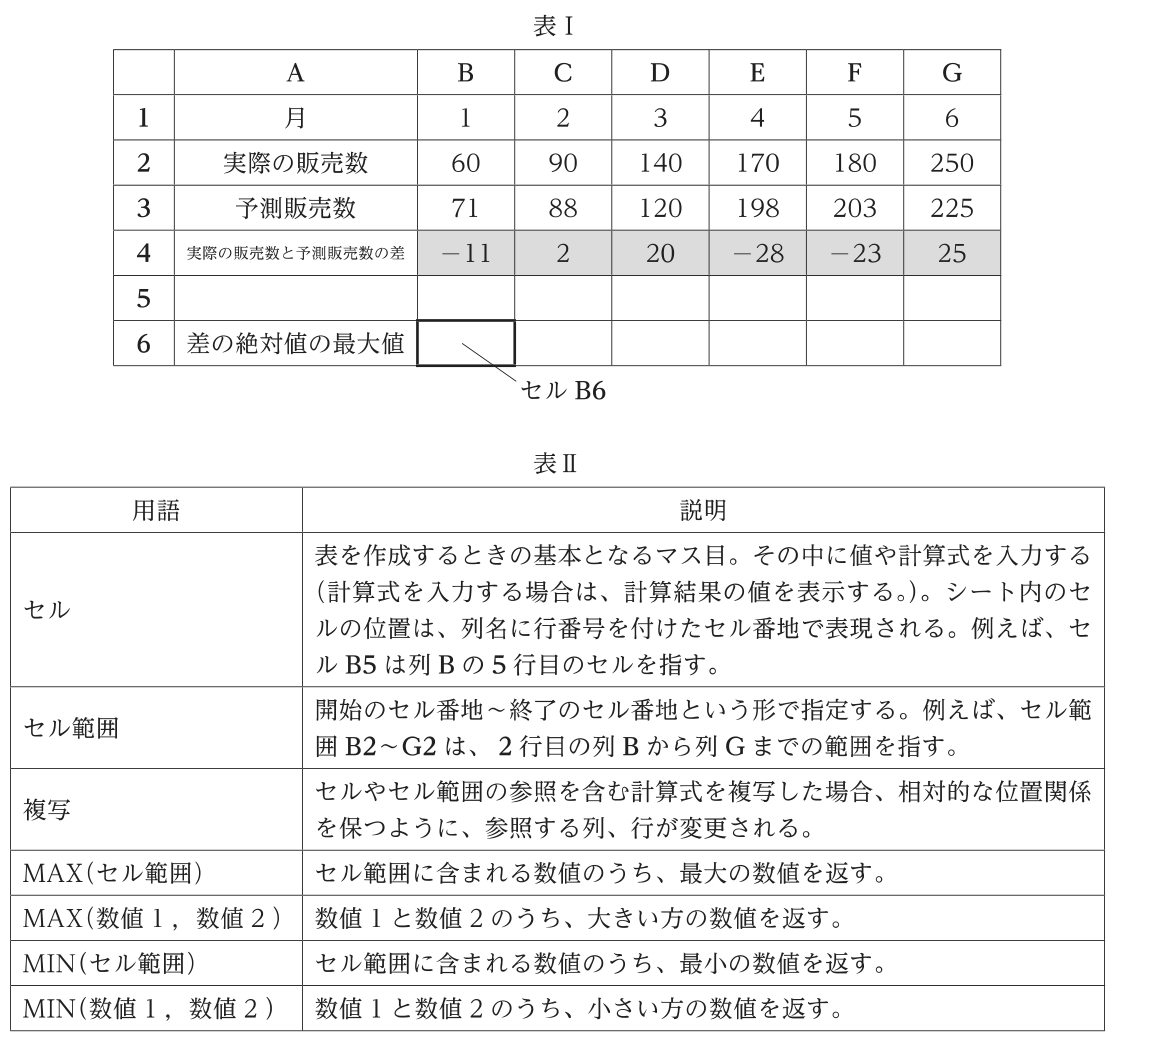 表Ⅰ
A B C D E F G
1 月 1 2 3 4 5 6
2 実際の販売数 60 90 140 170 180 250
3 予測販売数 71 88 120 198 203 225
4 実際の販売数と予測販売数の差 －11 2 20 －28 －23 25
5
6 差の絶対値の最大値
セル B6
表Ⅱ
用語 説明
セル
表を作成するときの基本となるマス目。その中に値や計算式を入力する
(計算式を入力する場合は、計算結果の値を表示する。)。シート内のセ
ルの位置は、列名に行番号を付けたセル番地で表現される。例えば、セ
ル B5 は列 B の 5 行目のセルを指す。
セル範囲
開始のセル番地～終了のセル番地という形で指定する。例えば、セル範
囲 B2～G2 は、 2 行目の列 B から列 G までの範囲を指す。
複写
セルやセル範囲の参照を含む計算式を複写した場合、相対的な位置関係
を保つように、参照する列、行が変更される。
MAX(セル範囲) セル範囲に含まれる数値のうち、最大の数値を返す。
MAX(数値 1 ，数値 2 ) 数値 1 と数値 2 のうち、大きい方の数値を返す。
MIN(セル範囲) セル範囲に含まれる数値のうち、最小の数値を返す。
MIN(数値 1 ，数値 2 ) 数値 1 と数値 2 のうち、小さい方の数値を返す。